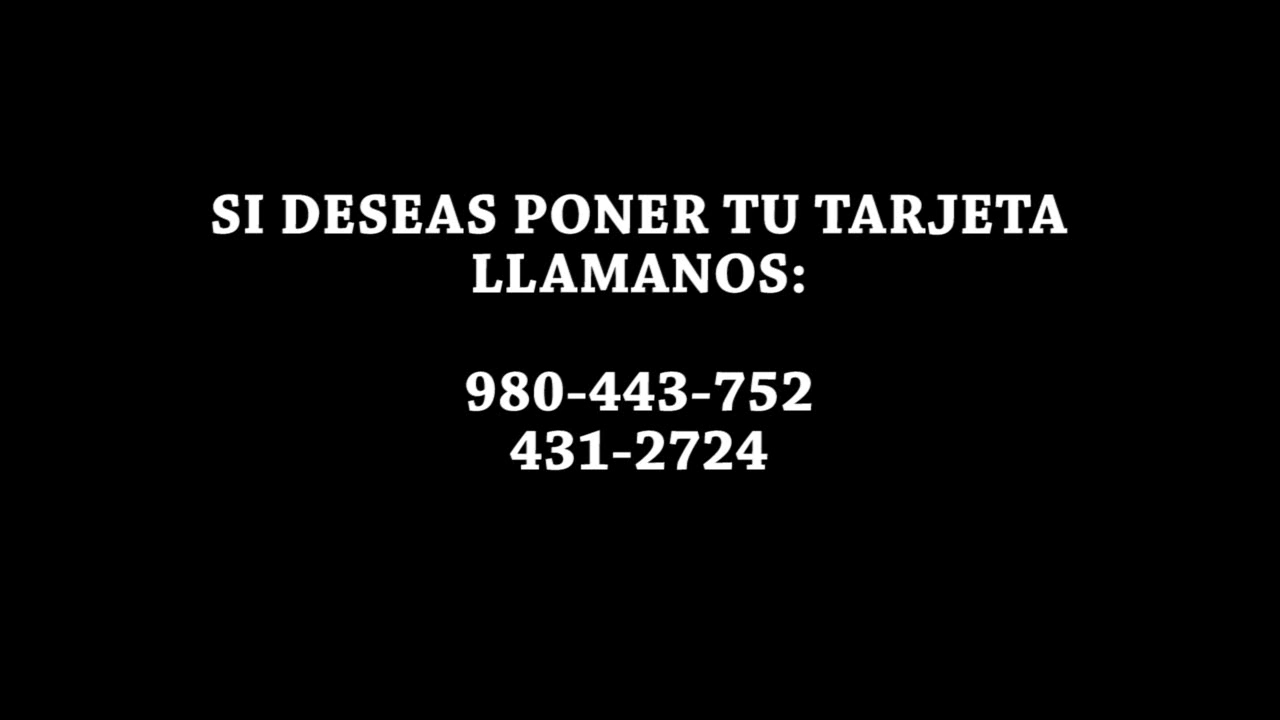 SI DESEAS PONER TU TARJETA
LLAMANOS:
980-443-752
431-2724